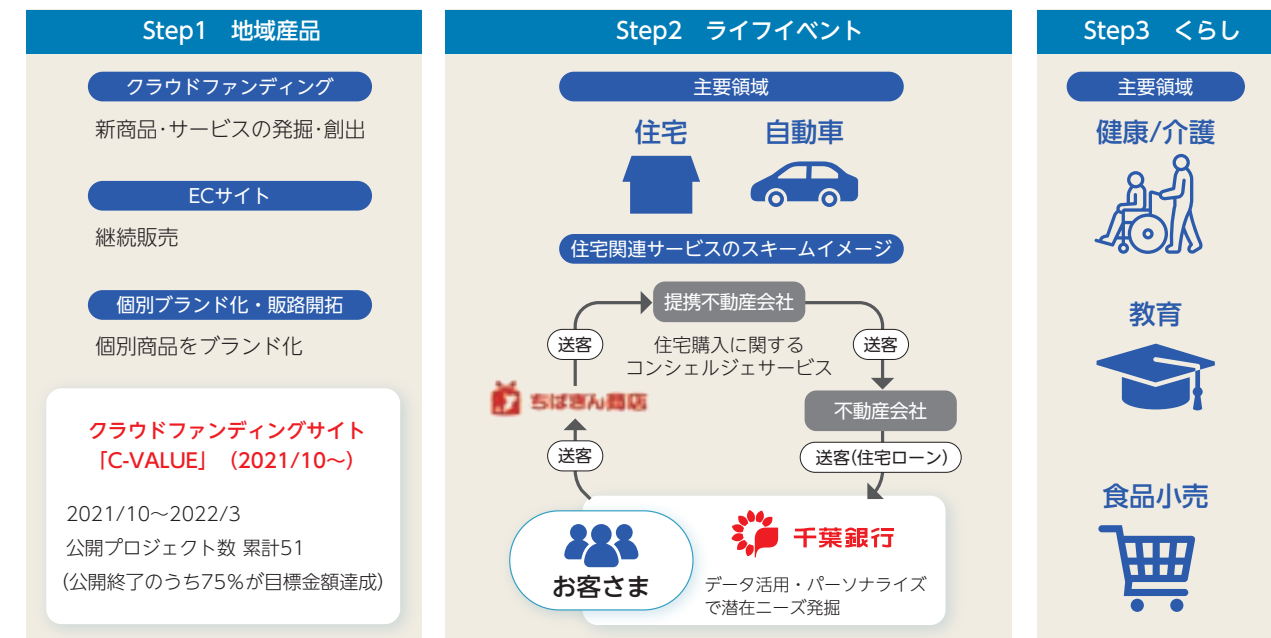 Step1 地域産品
クラウドファンディング
新商品・サービスの発掘・創出
ECサイト
継続販売
個別ブランド化・販路開拓
個別商品をブランド化
クラウドファンディングサイト
「C-VALUE」（2021/10～）
2021/10～2022/3
公開プロジェクト数 累計51
(公開終了のうち75％が目標金額達成)
Step2 ライフイベント
主要領域
住宅
自動車
住宅関連サービスのスキームイメージ
提携不動産会社
送客
住宅購入に関する
コンシェルジェサービス
送客
ちばぎん商店
不動産会社
送客
送客(住宅ローン)
お客さま
千葉銀行
データ活用・パーソナライズ
で潜在ニーズ発掘
Step3 くらし
主要領域
健康/介護
教育
食品小売